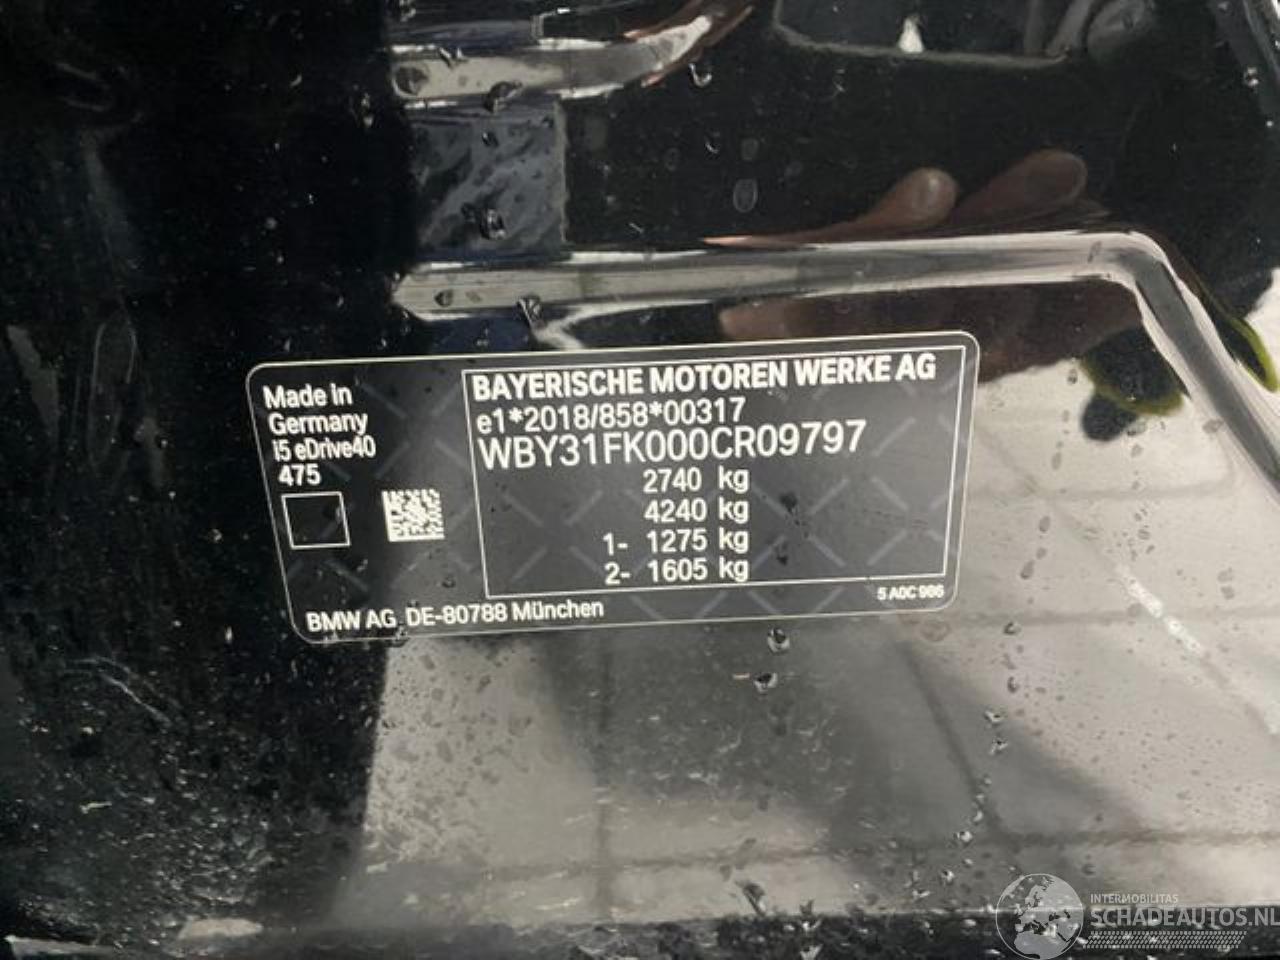 Made in
Germany
i5 eDrive40
475
BAYERISCHE MOTOREN WERKE AG
e1*2018/858*00317
WBY31FK000CR09797
2740 kg
4240 kg
1- 1275 kg
2- 1605 kg
BMW AG DE-80788 München
5 A0C 986
INTERMOBILITAS
SCHADEAUTOS.NL